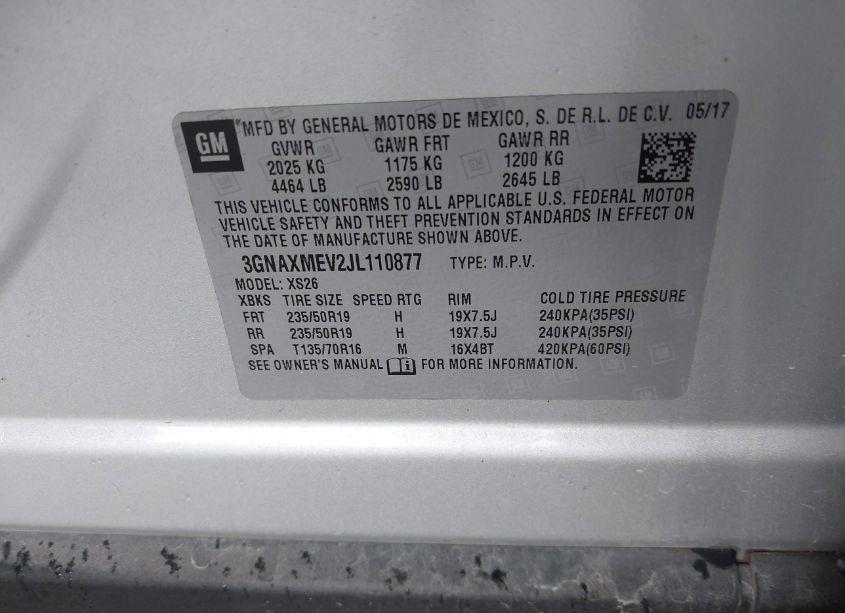 GM
*MFD BY GENERAL MOTORS DE MEXICO, S. DE R.L. DE C.V. 05/17
GVWR GAWR FRT GAWR RR
2025 KG 1175 KG 1200 KG
4464 LB 2590 LB 2645 LB
THIS VEHICLE CONFORMS TO ALL APPLICABLE U.S. FEDERAL MOTOR
VEHICLE SAFETY AND THEFT PREVENTION STANDARDS IN EFFECT ON
THE DATE OF MANUFACTURE SHOWN ABOVE.
3GNAXMEV2JL110877 TYPE: M.P.V.
MODEL: XS26
XBKS TIRE SIZE SPEED RTG RIM COLD TIRE PRESSURE
FRT 235/50R19 H 19X7.5J 240KPA(35PSI)
RR 235/50R19 H 19X7.5J 240KPA(35PSI)
SPA T135/70R16 M 16X4BT 420KPA(60PSI)
SEE OWNER'S MANUAL FOR MORE INFORMATION.